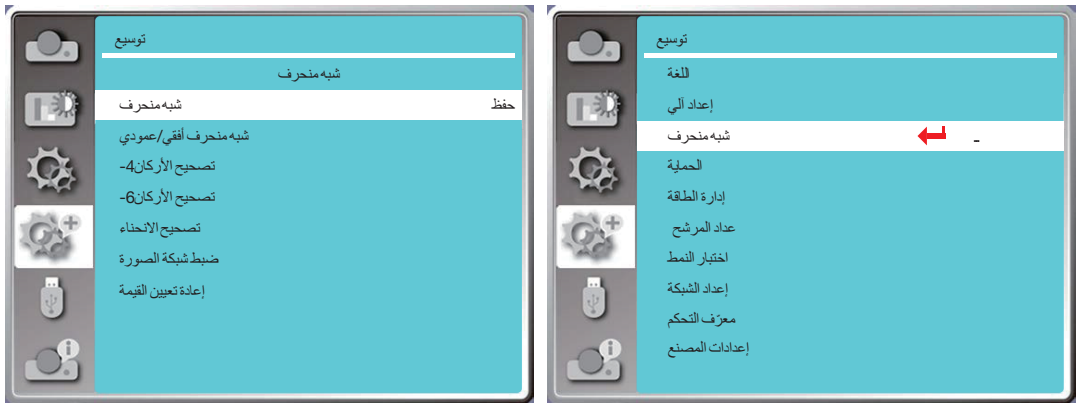 توسيع
شبه منحرف
شبه منحرف حفظ
شبه منحرف أفقي/عمودي
تصحيح الأركان4-
تصحيح الأركان6-
تصحيح الانحناء
ضبط شبكة الصورة
إعادة تعيين القيمة
توسيع
اللغة
إعداد آلي
شبه منحرف -
الحماية
إدارة الطاقة
عداد المرشح
اختبار النمط
إعداد الشبكة
معرّف التحكم
إعدادات المصنع